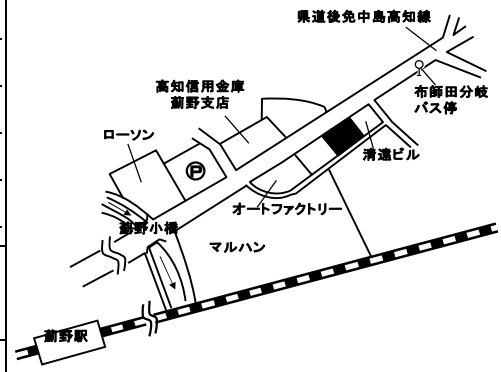 県道後免中島高知線
高知信用金庫
薊野支店
布師田分岐
バス停
ローソン
Ⓟ
清遠ビル
オートファクトリー
薊野小橋
マルハン
薊野駅